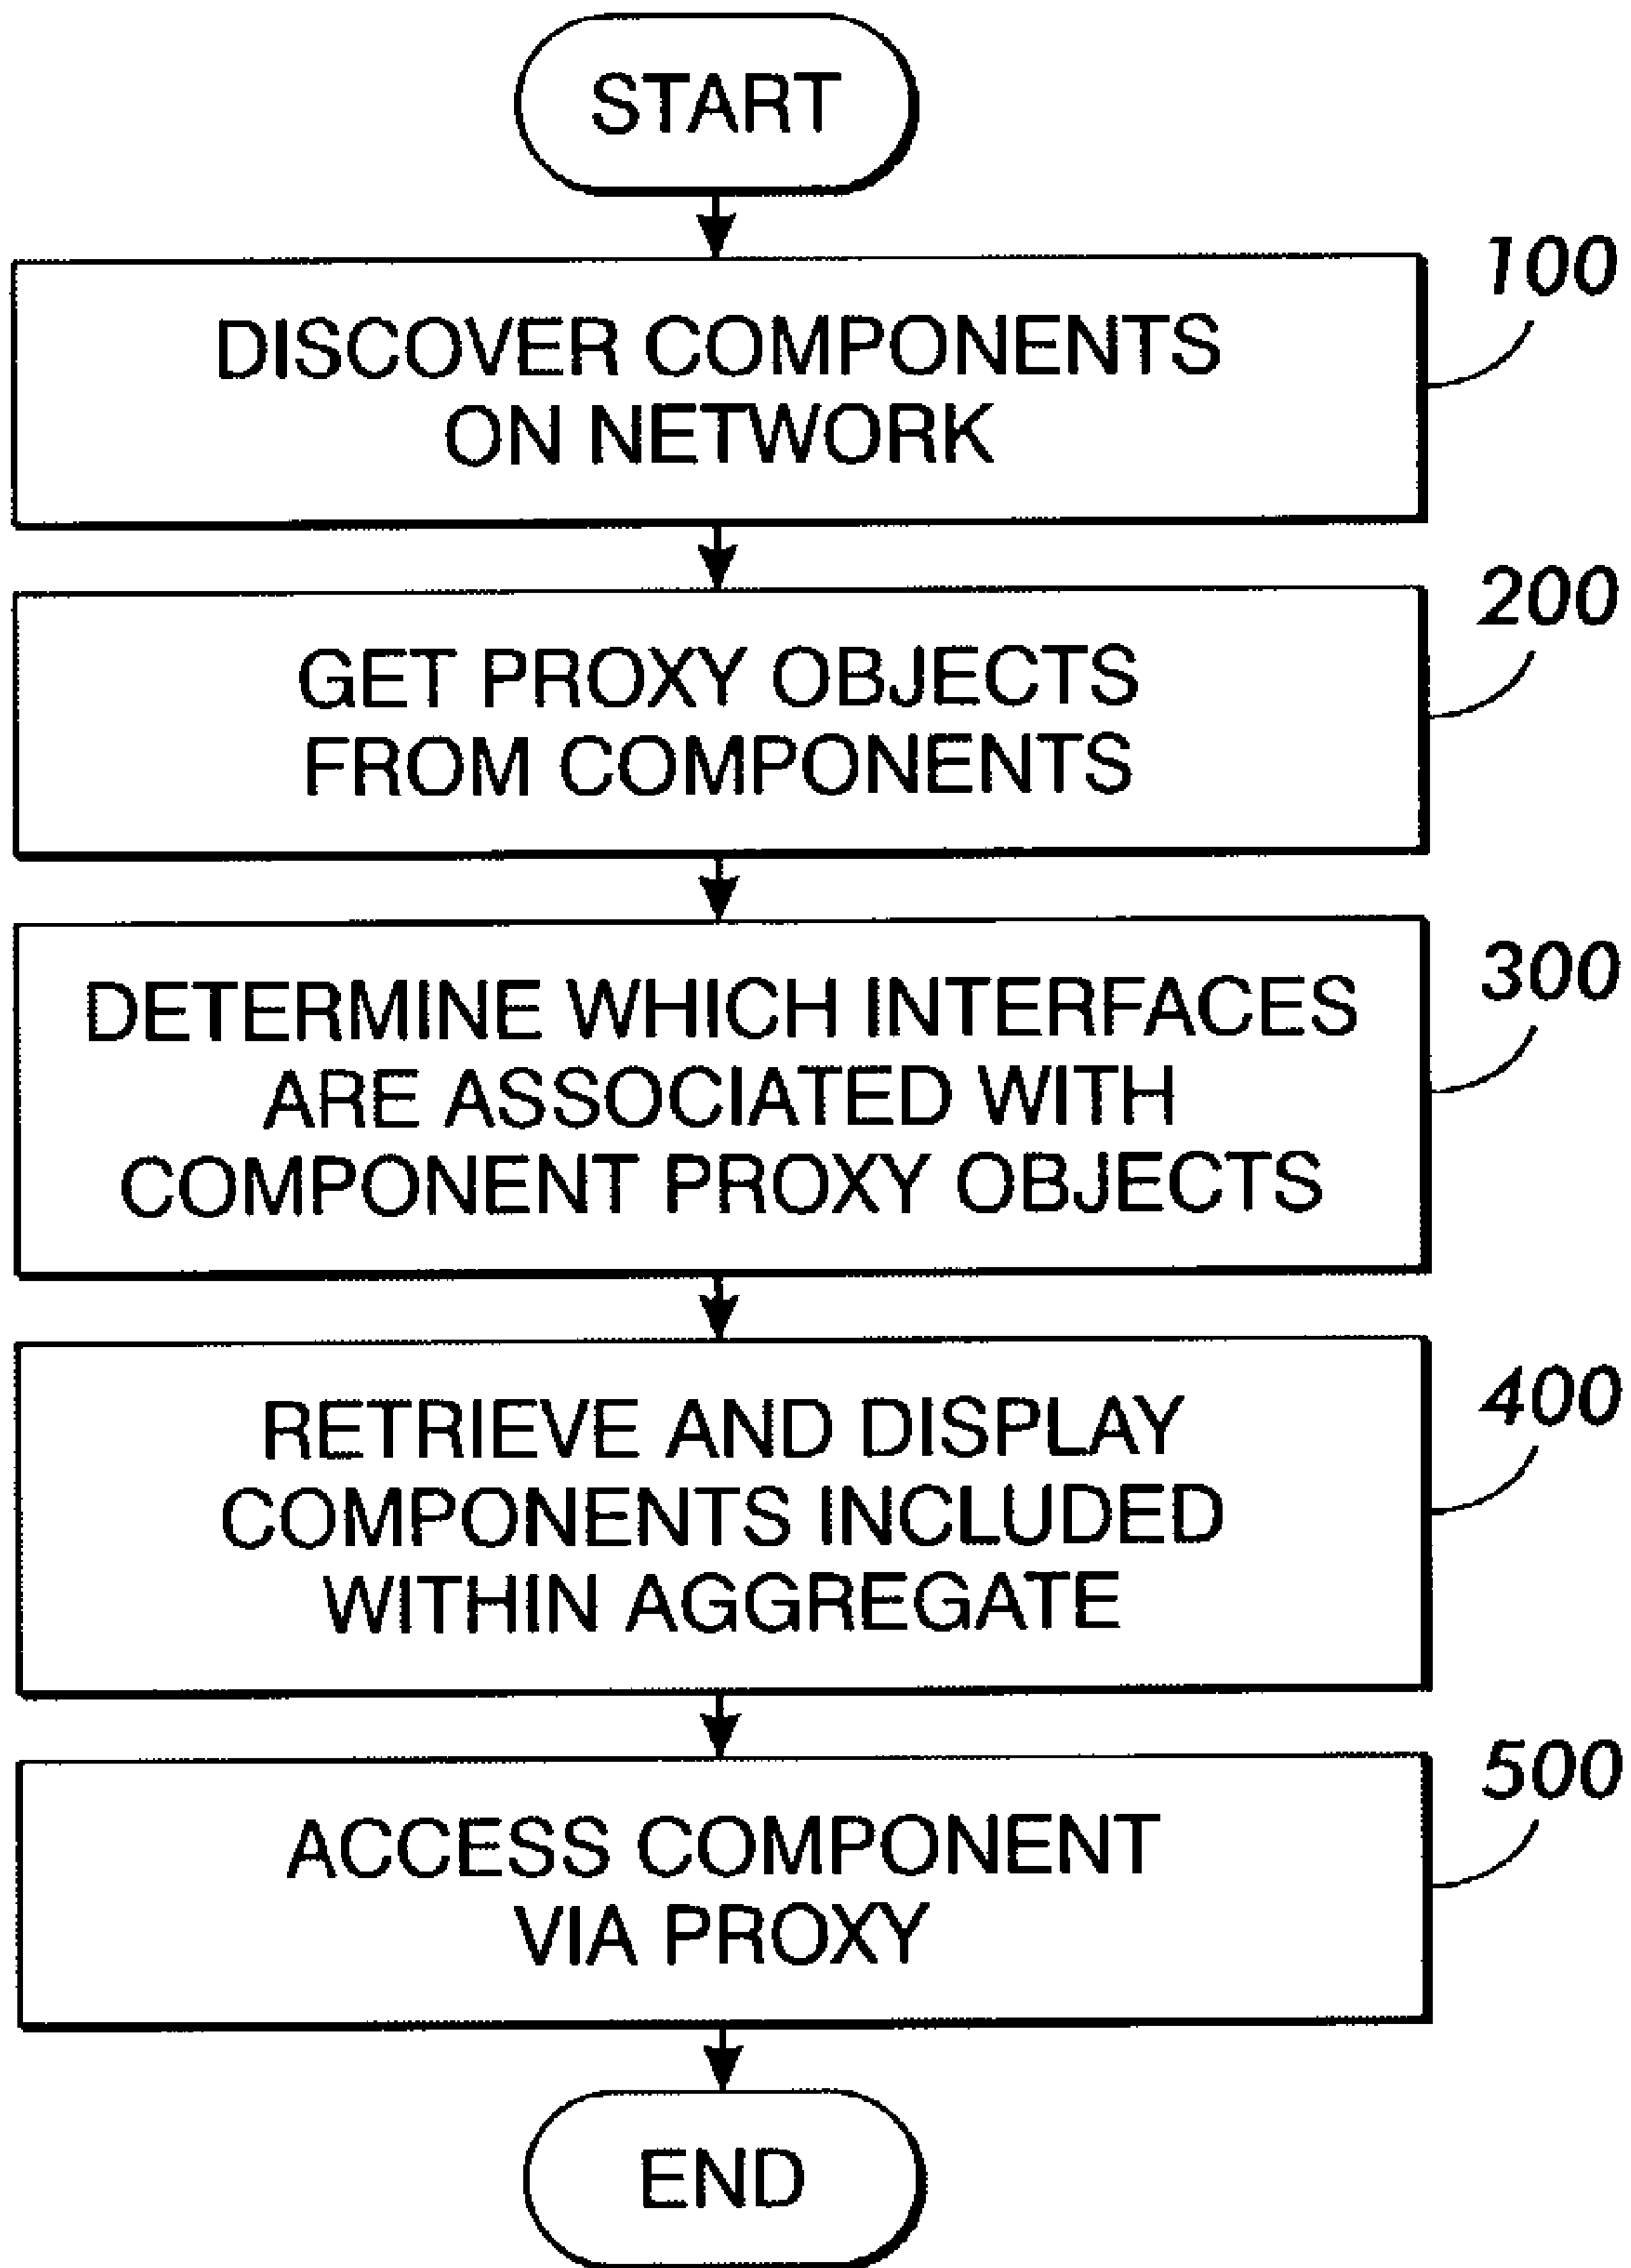 START
100
DISCOVER COMPONENTS
ON NETWORK
200
GET PROXY OBJECTS
FROM COMPONENTS
300
DETERMINE WHICH INTERFACES
ARE ASSOCIATED WITH
COMPONENT PROXY OBJECTS
400
RETRIEVE AND DISPLAY
COMPONENTS INCLUDED
WITHIN AGGREGATE
500
ACCESS COMPONENT
VIA PROXY
END